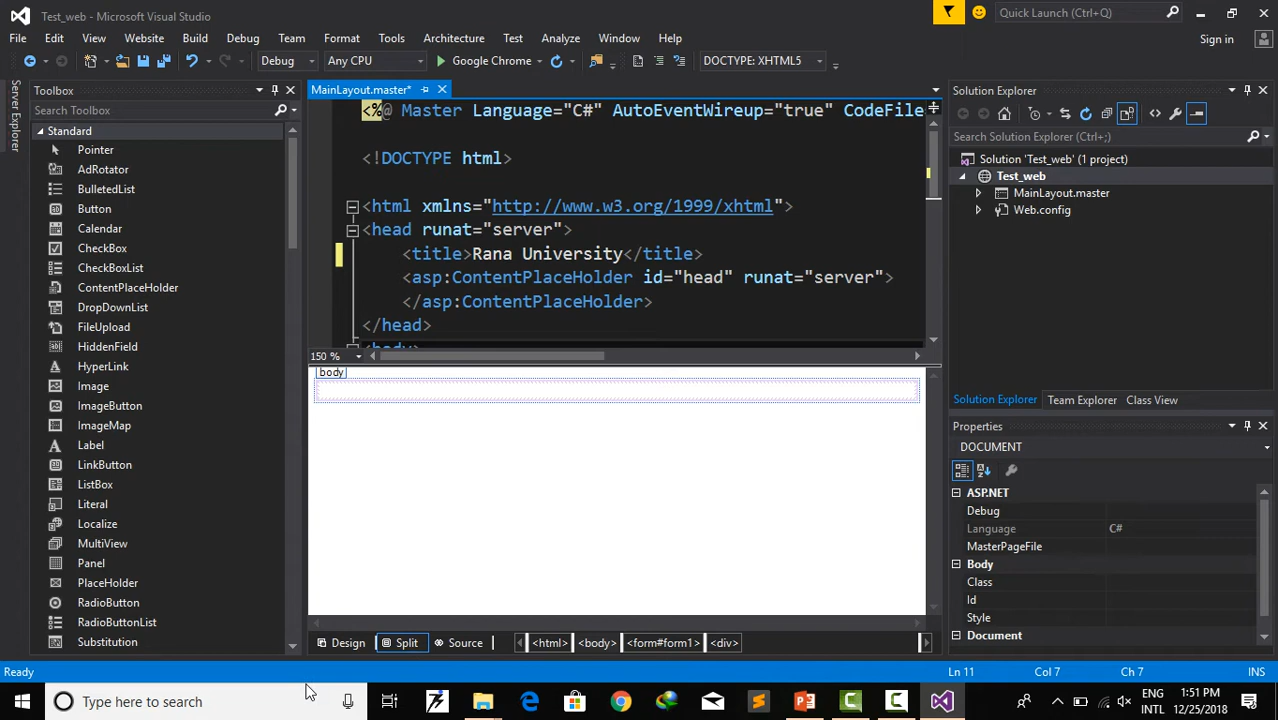 Test_web - Microsoft Visual Studio
Quick Launch (Ctrl+Q)
File Edit View Website Build Debug Team Format Tools Architecture Test Analyze Window Help
Sign in
Debug Any CPU Google Chrome DOCTYPE: XHTML5
Server Explorer
Toolbox
Search Toolbox
Standard
Pointer
AdRotator
BulletedList
Button
Calendar
CheckBox
CheckBoxList
ContentPlaceHolder
DropDownList
FileUpload
HiddenField
HyperLink
Image
ImageButton
ImageMap
Label
LinkButton
ListBox
Literal
Localize
MultiView
Panel
PlaceHolder
RadioButton
RadioButtonList
Substitution
MainLayout.master*
<%@ Master Language="C#" AutoEventWireup="true" CodeFile
<!DOCTYPE html>
<html xmlns="http://www.w3.org/1999/xhtml">
<head runat="server">
<title>Rana University</title>
<asp:ContentPlaceHolder id="head" runat="server">
</asp:ContentPlaceHolder>
</head>
<body>
150 %
body
Design Split Source <html> <body> <form#form1> <div>
Solution Explorer
Search Solution Explorer (Ctrl+;)
Solution 'Test_web' (1 project)
Test_web
MainLayout.master
Web.config
Solution Explorer Team Explorer Class View
Properties
DOCUMENT
ASP.NET
Debug
Language C#
MasterPageFile
Body
Class
Id
Style
Document
Ready Ln 11 Col 7 Ch 7 INS
Type here to search
ENG 1:51 PM
INTL 12/25/2018